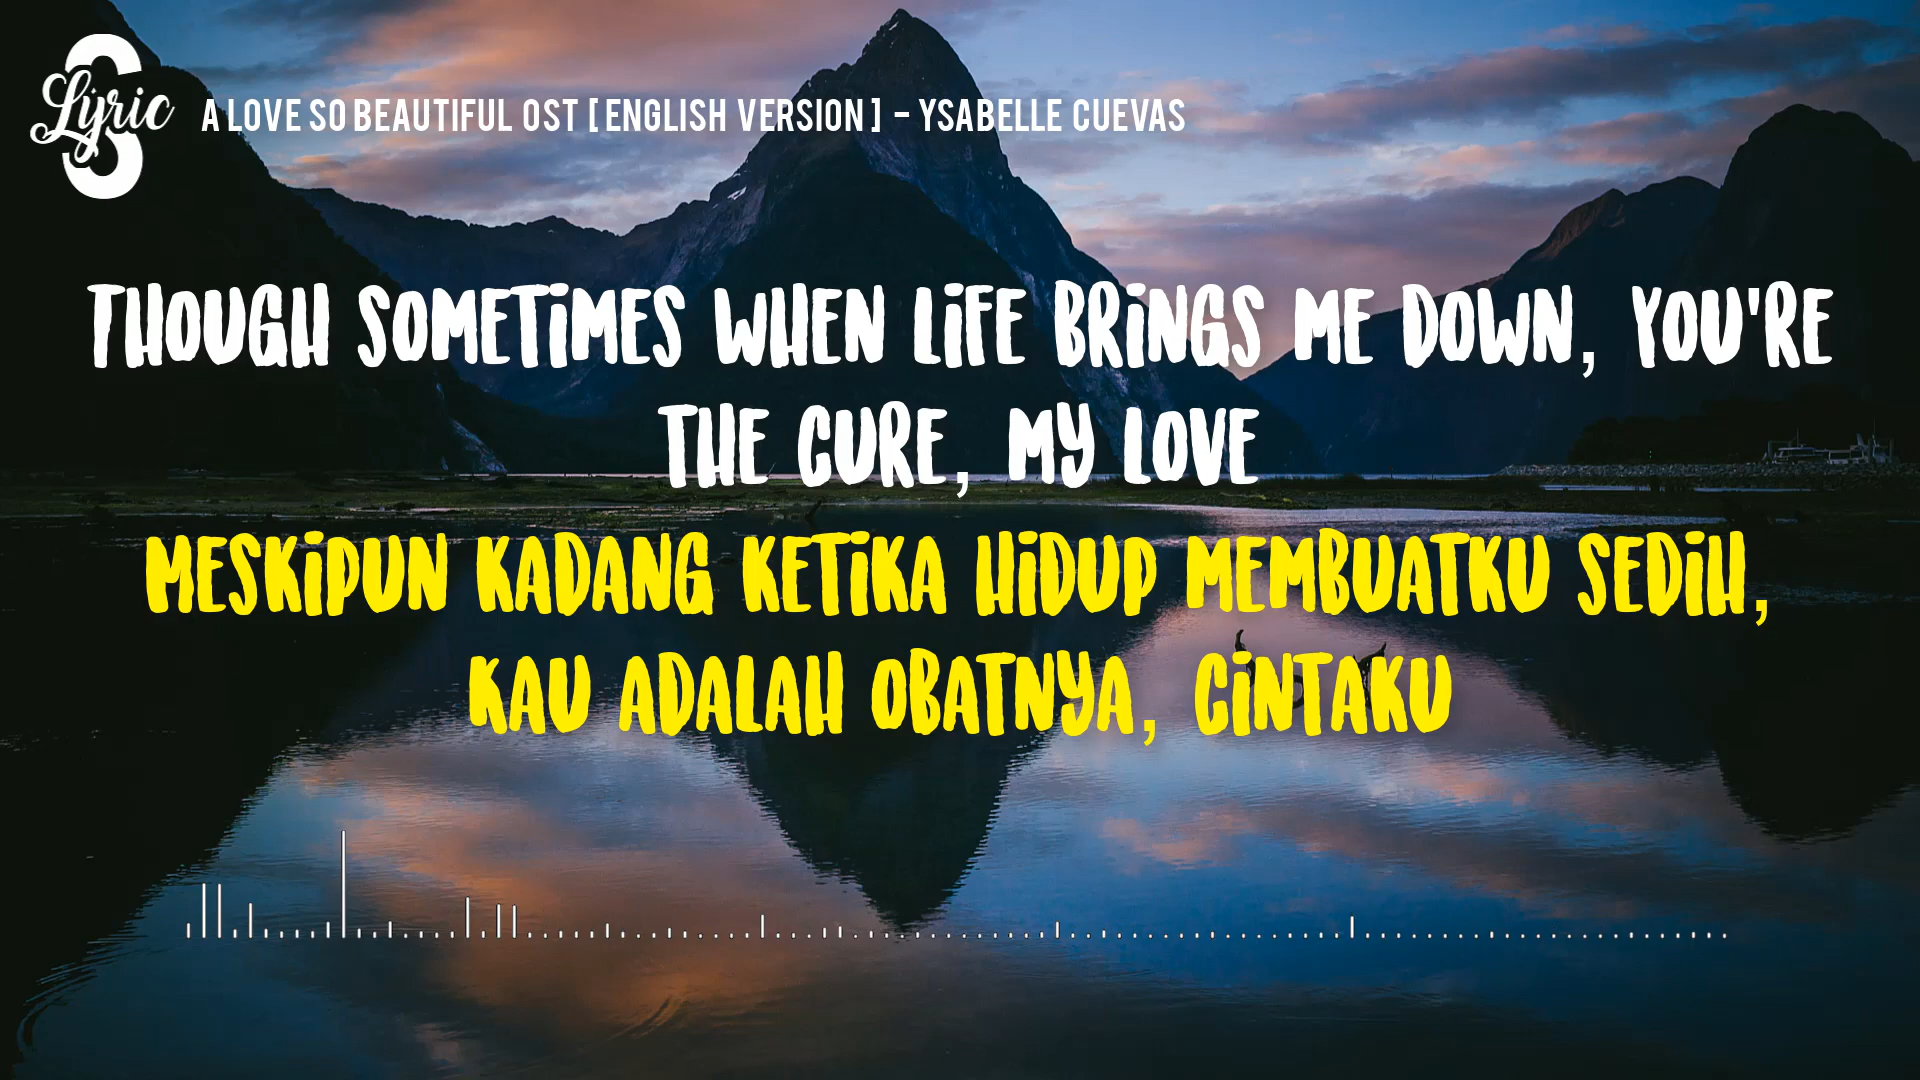 S
Lyric
A LOVE SO BEAUTIFUL OST [ENGLISH VERSION] - YSABELLE CUEVAS
THOUGH SOMETIMES WHEN LIFE BRINGS ME DOWN, YOU'RE
THE CURE, MY LOVE
MESKIPUN KADANG KETIKA HIDUP MEMBUATKU SEDIH,
KAU ADALAH OBATNYA, CINTAKU